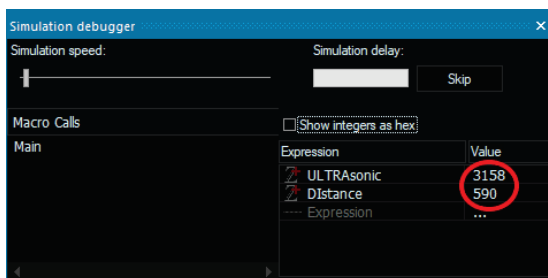 Simulation debugger
Simulation speed:
Simulation delay:
Skip
Macro Calls
Show integers as hex
Main
Expression Value
ULTRAsonic 3158
DIstance 590
Expression ...